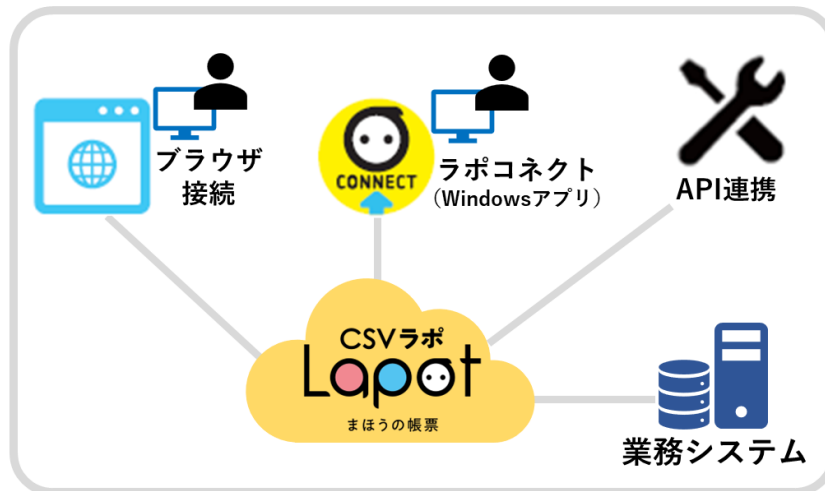 ブラウザ
接続
CONNECT
ラポコネクト
(Windowsアプリ)
API連携
CSVラポ
Lapot
まほうの帳票
業務システム